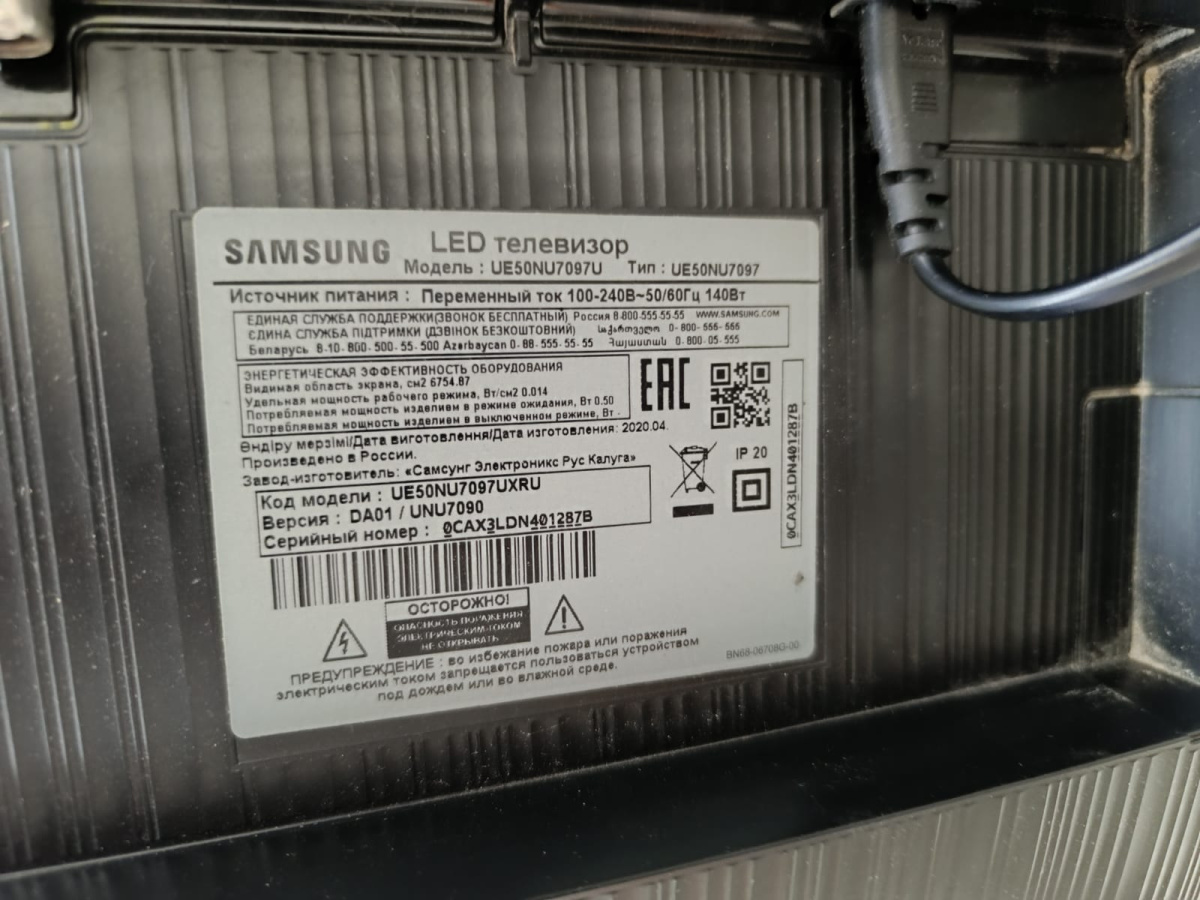 SAMSUNG LED телевизор
Модель : UE50NU7097U Тип : UE50NU7097
Источник питания : Переменный ток 100-240В~50/60Гц 140Вт
ЕДИНАЯ СЛУЖБА ПОДДЕРЖКИ(ЗВОНОК БЕСПЛАТНЫЙ) Россия 8-800-555-55-55 WWW.SAMSUNG.COM
ЄДИНА СЛУЖБА ПІДТРИМКИ (ДЗВІНОК БЕЗКОШТОВНИЙ) საქართველო 0-800-555-555
Беларусь 8-10-800-500-55-500 Azerbaycan 0-88-555-55-55 Հայաստան 0-800-05-555
ЭНЕРГЕТИЧЕСКАЯ ЭФФЕКТИВНОСТЬ ОБОРУДОВАНИЯ
Видимая область экрана, см2 6754.87
Удельная мощность рабочего режима, Вт/см2 0.014
Потребляемая мощность изделием в режиме ожидания, Вт 0.50
Потребляемая мощность изделием в выключенном режиме, Вт -
EAC
Өндіру мерзімі/Дата виготовлення/Дата изготовления: 2020.04.
Произведено в России.
Завод-изготовитель: «Самсунг Электроникс Рус Калуга»
IP 20
Код модели : UE50NU7097UXRU
Версия : DA01 / UNU7090
Серийный номер : 0CAX3LDN401287B
0CAX3LDN401287B
ОСТОРОЖНО!
ОПАСНОСТЬ ПОРАЖЕНИЯ
ЭЛЕКТРИЧЕСКИМ ТОКОМ
НЕ ОТКРЫВАТЬ
ПРЕДУПРЕЖДЕНИЕ : во избежание пожара или поражения
электрическим током запрещается пользоваться устройством
под дождем или во влажной среде.
BN68-06708G-00